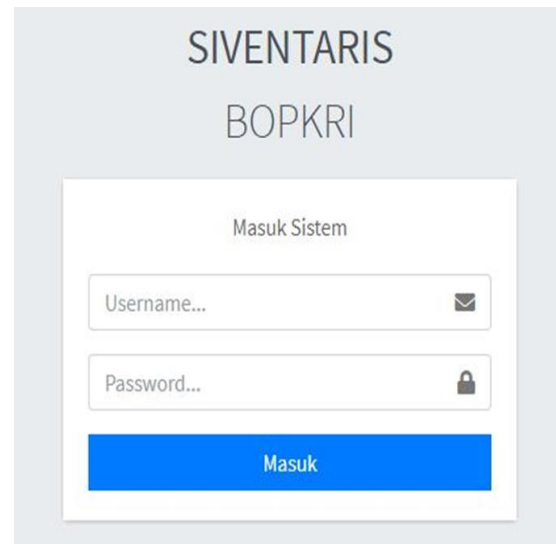 SIVENTARIS
BOPKRI
Masuk Sistem
Username...
Password...
Masuk